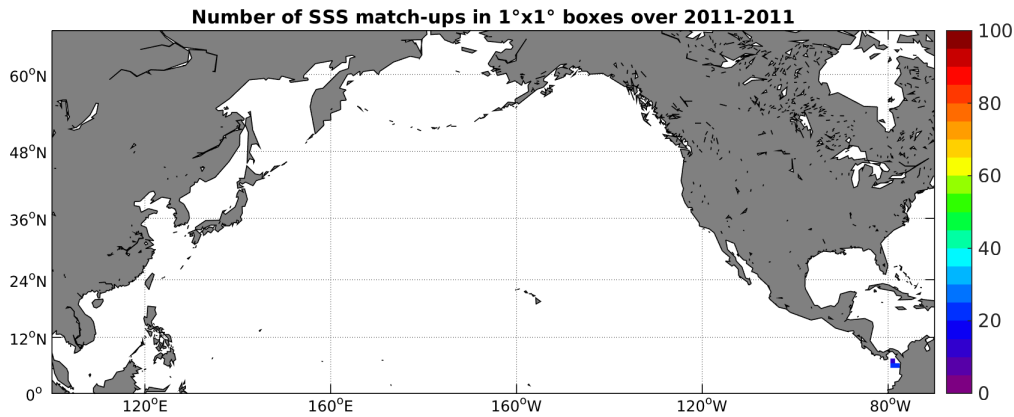 Number of SSS match-ups in 1°x1° boxes over 2011-2011
60°N
48°N
36°N
24°N
12°N
0°
120°E
160°E
160°W
120°W
80°W
100
80
60
40
20
0